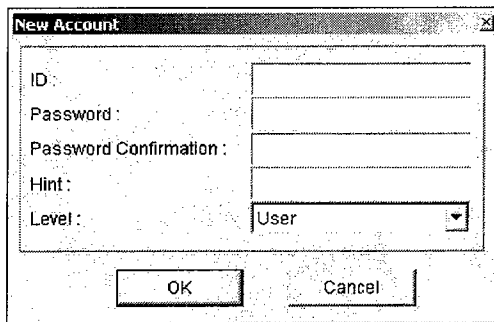 New Account
ID :
Password :
Password Confirmation :
Hint :
Level : User
OK Cancel